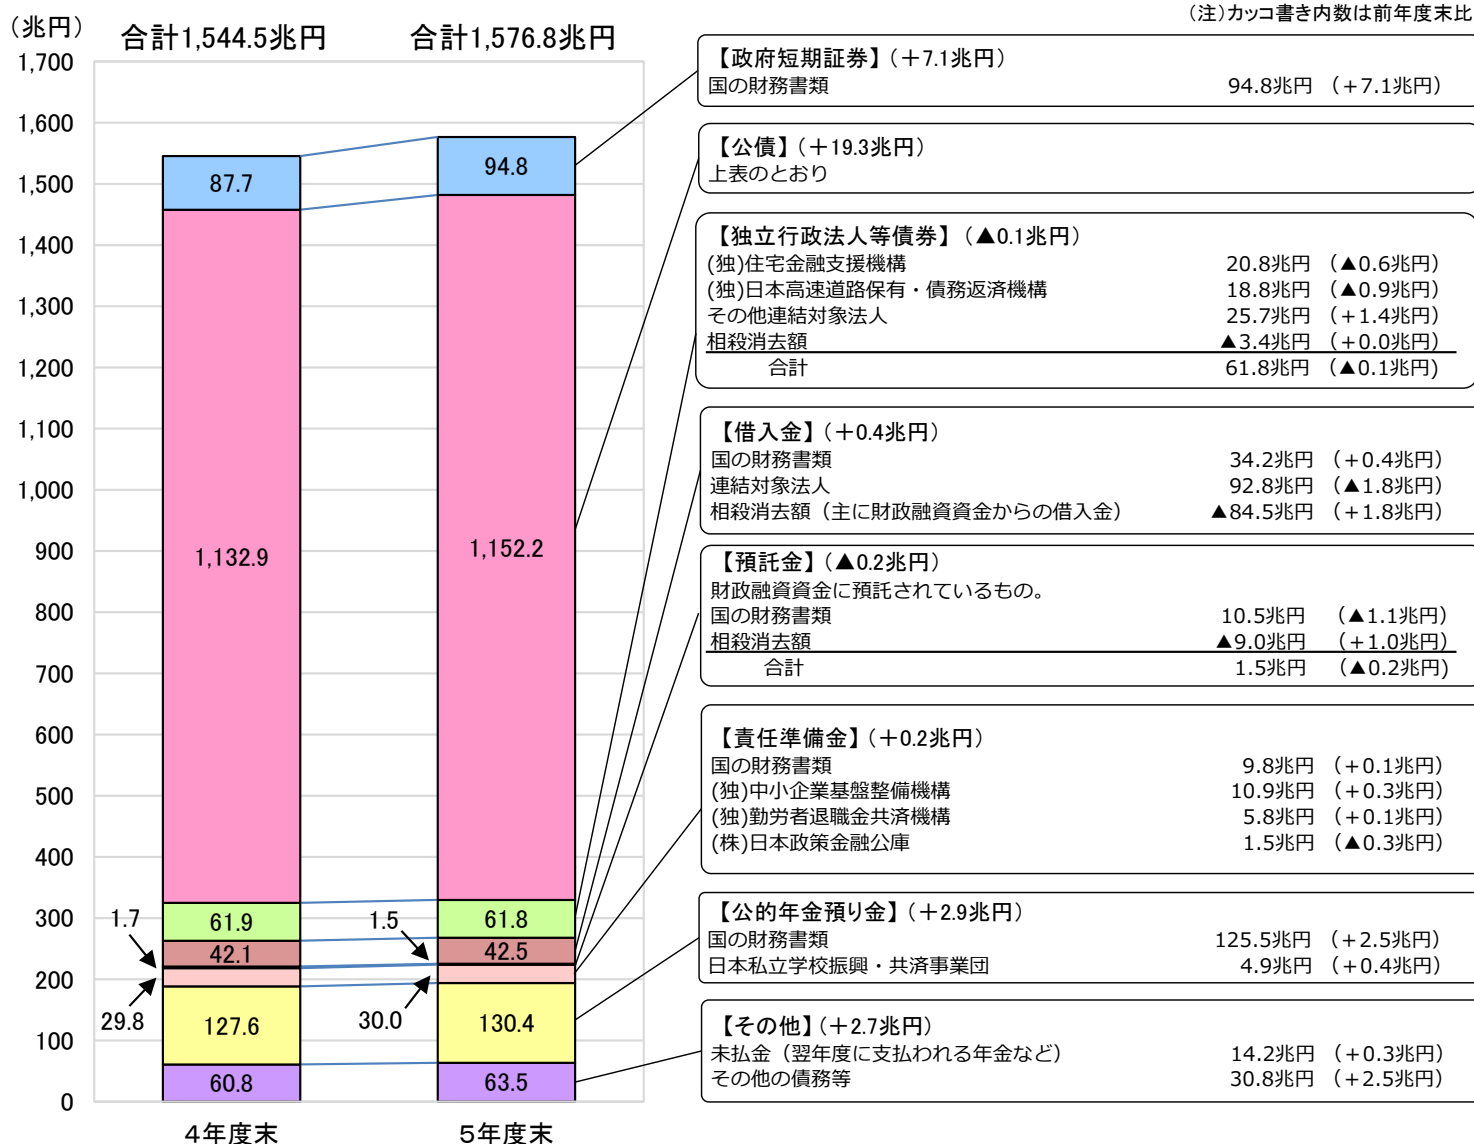 (注)カッコ書き内数は前年度末比
(兆円)
合計1,544.5兆円
合計1,576.8兆円
1,700
1,600
1,500
1,400
1,300
1,200
1,100
1,000
900
800
700
600
500
400
300
200
100
0
87.7
1,132.9
61.9
42.1
1.7
29.8
127.6
60.8
4年度末
94.8
1,152.2
61.8
42.5
1.5
30.0
130.4
63.5
5年度末
【政府短期証券】(+7.1兆円)
国の財務書類 94.8兆円 (+7.1兆円)
【公債】(+19.3兆円)
上表のとおり
【独立行政法人等債券】(▲0.1兆円)
(独)住宅金融支援機構 20.8兆円 (▲0.6兆円)
(独)日本高速道路保有・債務返済機構 18.8兆円 (▲0.9兆円)
その他連結対象法人 25.7兆円 (+1.4兆円)
相殺消去額 ▲3.4兆円 (+0.0兆円)
合計 61.8兆円 (▲0.1兆円)
【借入金】(+0.4兆円)
国の財務書類 34.2兆円 (+0.4兆円)
連結対象法人 92.8兆円 (▲1.8兆円)
相殺消去額(主に財政融資資金からの借入金) ▲84.5兆円 (+1.8兆円)
【預託金】(▲0.2兆円)
財政融資資金に預託されているもの。
国の財務書類 10.5兆円 (▲1.1兆円)
相殺消去額 ▲9.0兆円 (+1.0兆円)
合計 1.5兆円 (▲0.2兆円)
【責任準備金】(+0.2兆円)
国の財務書類 9.8兆円 (+0.1兆円)
(独)中小企業基盤整備機構 10.9兆円 (+0.3兆円)
(独)勤労者退職金共済機構 5.8兆円 (+0.1兆円)
(株)日本政策金融公庫 1.5兆円 (▲0.3兆円)
【公的年金預り金】(+2.9兆円)
国の財務書類 125.5兆円 (+2.5兆円)
日本私立学校振興・共済事業団 4.9兆円 (+0.4兆円)
【その他】(+2.7兆円)
未払金(翌年度に支払われる年金など) 14.2兆円 (+0.3兆円)
その他の債務等 30.8兆円 (+2.5兆円)